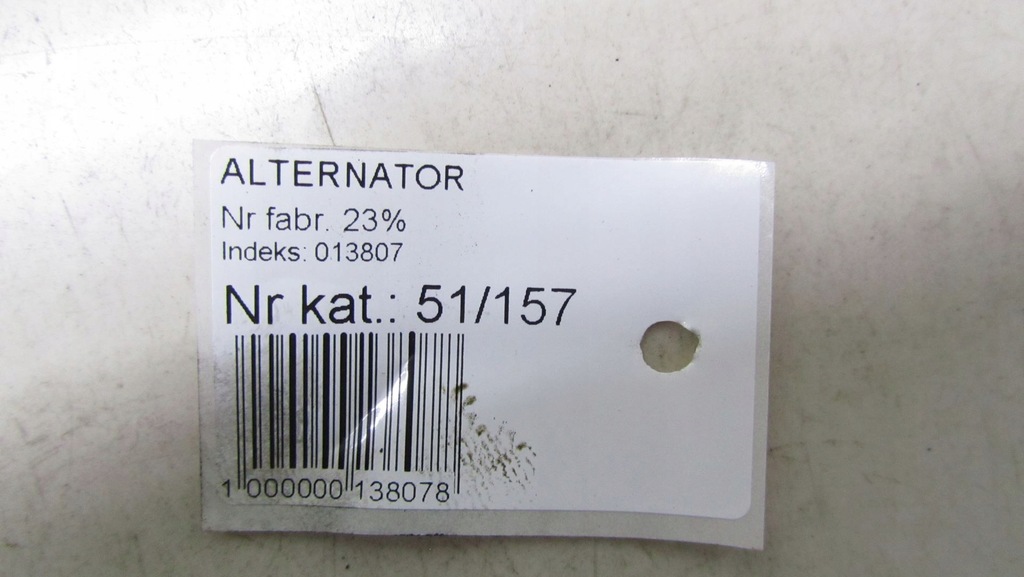 ALTERNATOR
Nr fabr. 23%
Indeks: 013807
Nr kat.: 51/157
1 000000 138078